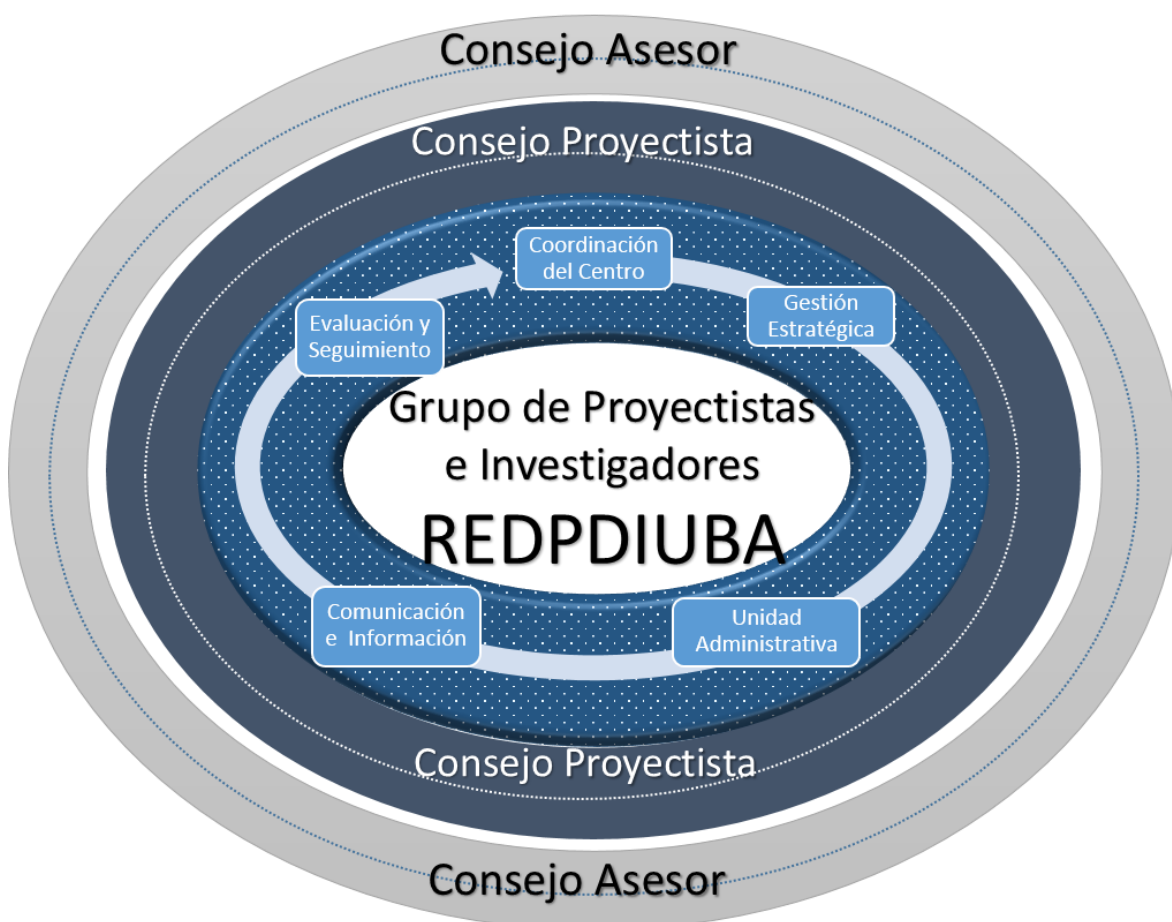 Consejo Asesor
Consejo Proyectista
Coordinación
del Centro
Gestión
Estratégica
Evaluación y
Seguimiento
Grupo de Proyectistas
e Investigadores
REDPDIUBA
Comunicación
e Información
Unidad
Administrativa
Consejo Proyectista
Consejo Asesor